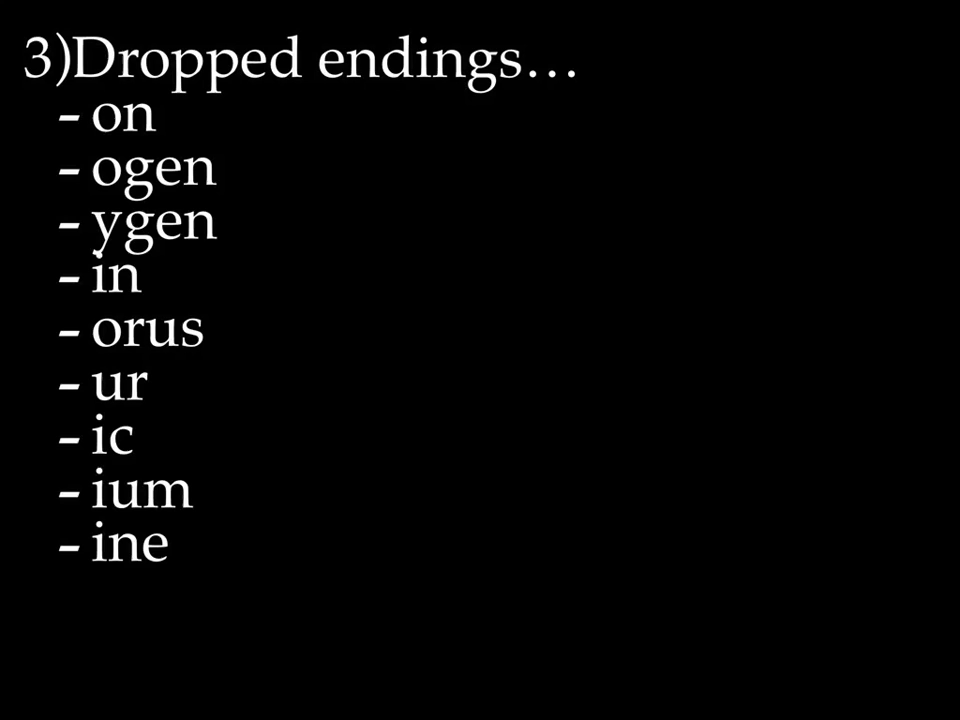 3)Dropped endings…
- on
- ogen
- ygen
- in
- orus
- ur
- ic
- ium
- ine